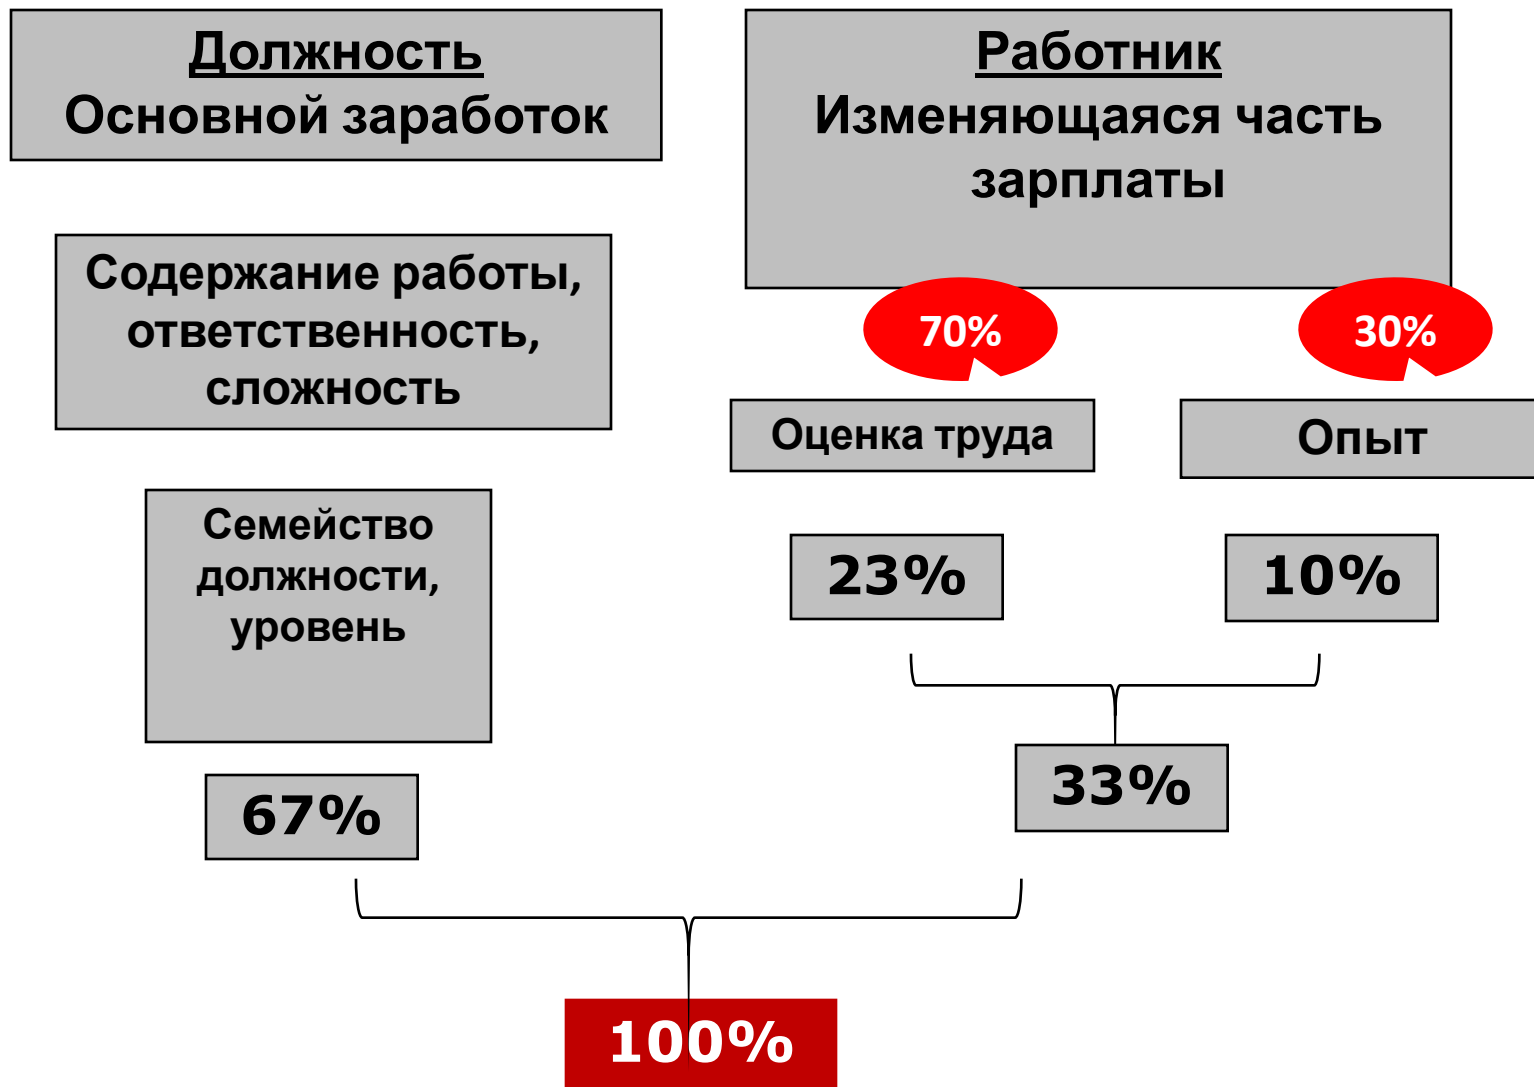 Должность
Основной заработок
Работник
Изменяющаяся часть
зарплаты
Содержание работы,
ответственность,
сложность
70%
30%
Оценка труда
Опыт
Семейство
должности,
уровень
23%
10%
67%
33%
100%